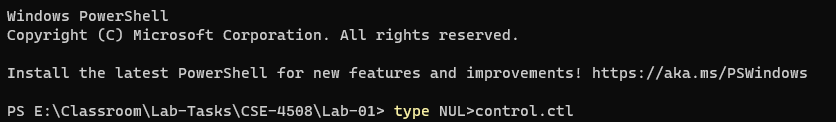 Windows PowerShell
Copyright (C) Microsoft Corporation. All rights reserved.
Install the latest PowerShell for new features and improvements! https://aka.ms/PSWindows
PS E:\Classroom\Lab-Tasks\CSE-4508\Lab-01> type NUL>control.ctl